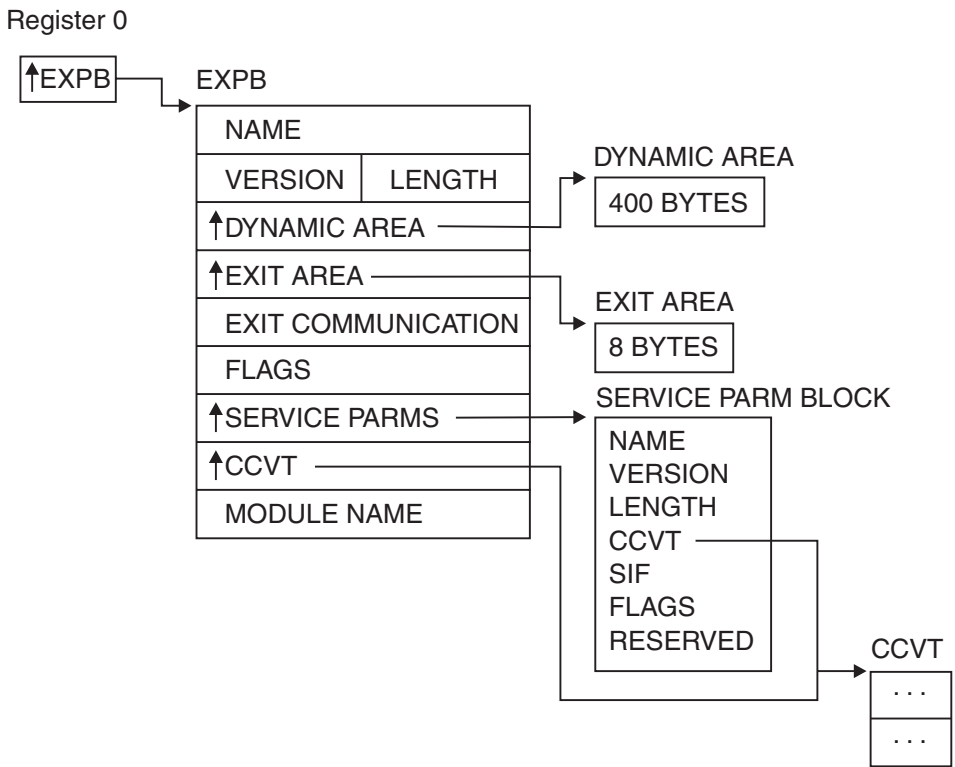 Register 0
↑EXPB
EXPB
NAME
VERSION LENGTH
↑DYNAMIC AREA
↑EXIT AREA
EXIT COMMUNICATION
FLAGS
↑SERVICE PARMS
↑CCVT
MODULE NAME
DYNAMIC AREA
400 BYTES
EXIT AREA
8 BYTES
SERVICE PARM BLOCK
NAME
VERSION
LENGTH
CCVT
SIF
FLAGS
RESERVED
CCVT
. . .
. . .